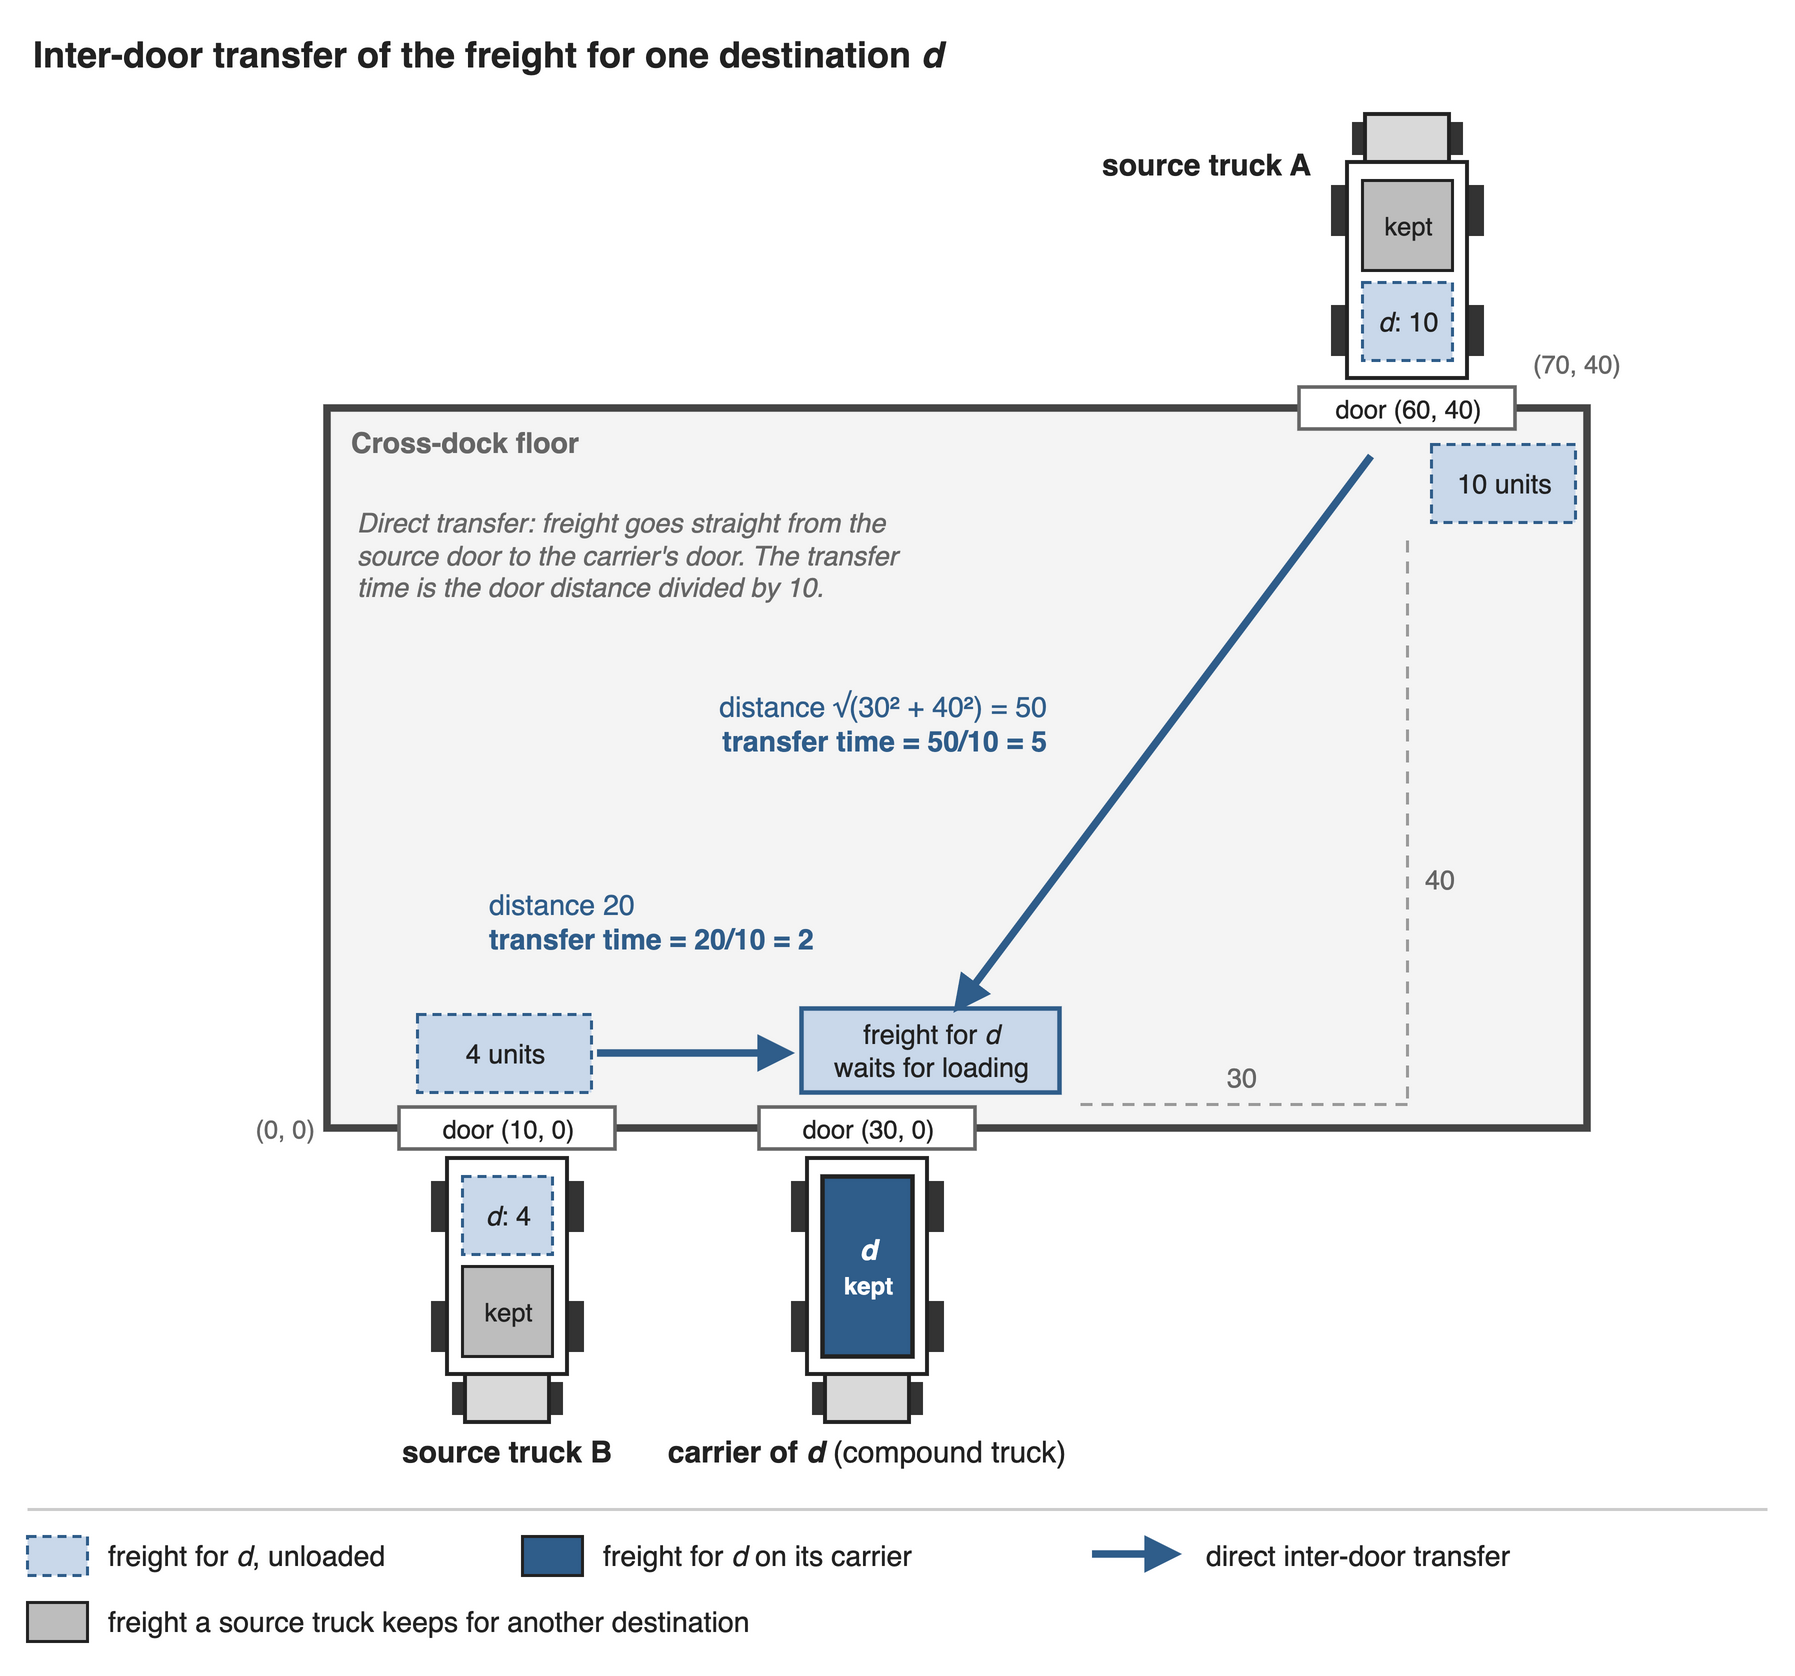 Inter-door transfer of the freight for one destination d
source truck A
kept
d: 10
(70, 40)
door (60, 40)
Cross-dock floor
10 units
Direct transfer: freight goes straight from the
source door to the carrier's door. The transfer
time is the door distance divided by 10.
distance √(30² + 40²) = 50
transfer time = 50/10 = 5
40
distance 20
transfer time = 20/10 = 2
4 units
freight for d
waits for loading
30
(0, 0)
door (10, 0)
door (30, 0)
d: 4
kept
d
kept
source truck B
carrier of d (compound truck)
freight for d, unloaded
freight for d on its carrier
direct inter-door transfer
freight a source truck keeps for another destination